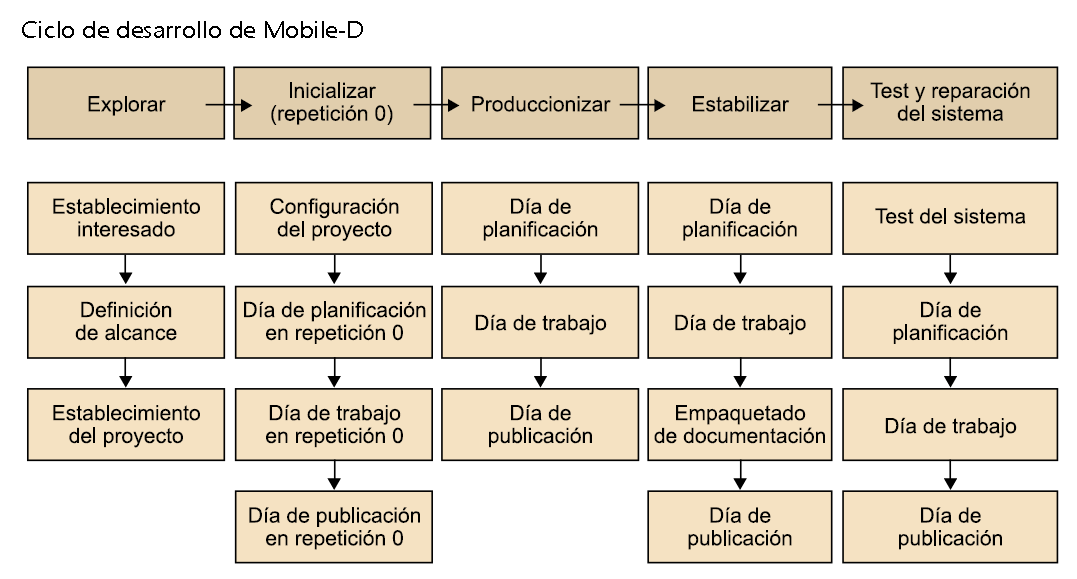 Ciclo de desarrollo de Mobile-D
Explorar
Inicializar
(repetición 0)
Produccionizar
Estabilizar
Test y reparación
del sistema
Establecimiento
interesado
Definición
de alcance
Establecimiento
del proyecto
Configuración
del proyecto
Día de planificación
en repetición 0
Día de trabajo
en repetición 0
Día de publicación
en repetición 0
Día de
planificación
Día de trabajo
Día de
publicación
Día de
planificación
Día de trabajo
Empaquetado
de documentación
Día de
publicación
Test del sistema
Día de
planificación
Día de trabajo
Día de
publicación